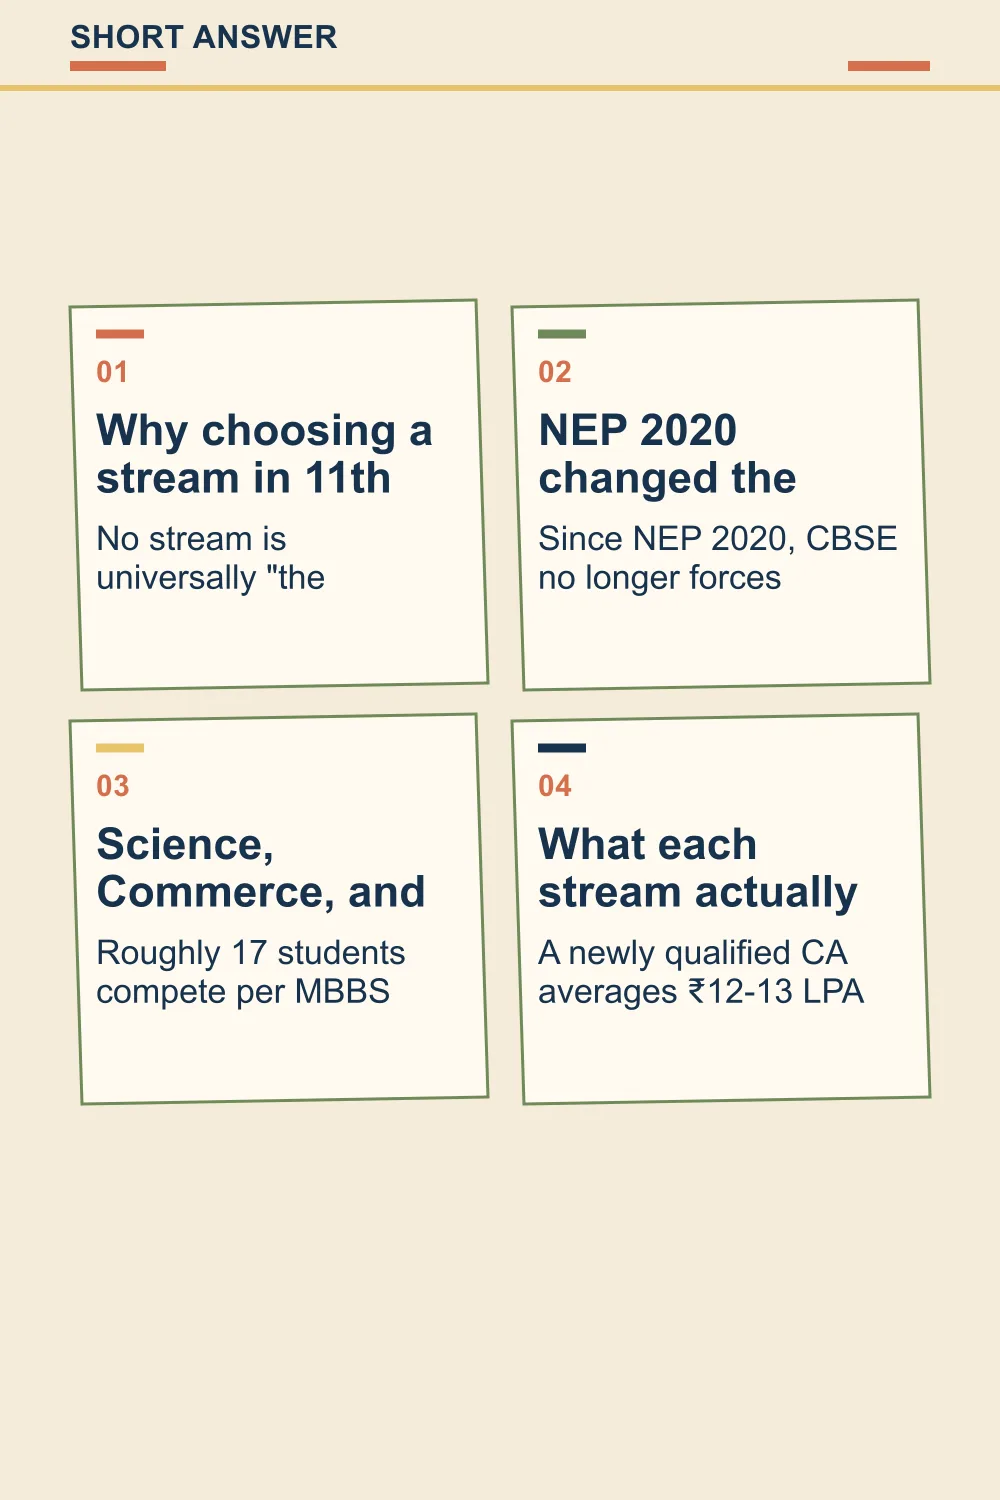 SHORT ANSWER
01
Why choosing a
stream in 11th
No stream is
universally "the
02
NEP 2020
changed the
Since NEP 2020, CBSE
no longer forces
03
Science,
Commerce, and
Roughly 17 students
compete per MBBS
04
What each
stream actually
A newly qualified CA
averages ₹12-13 LPA